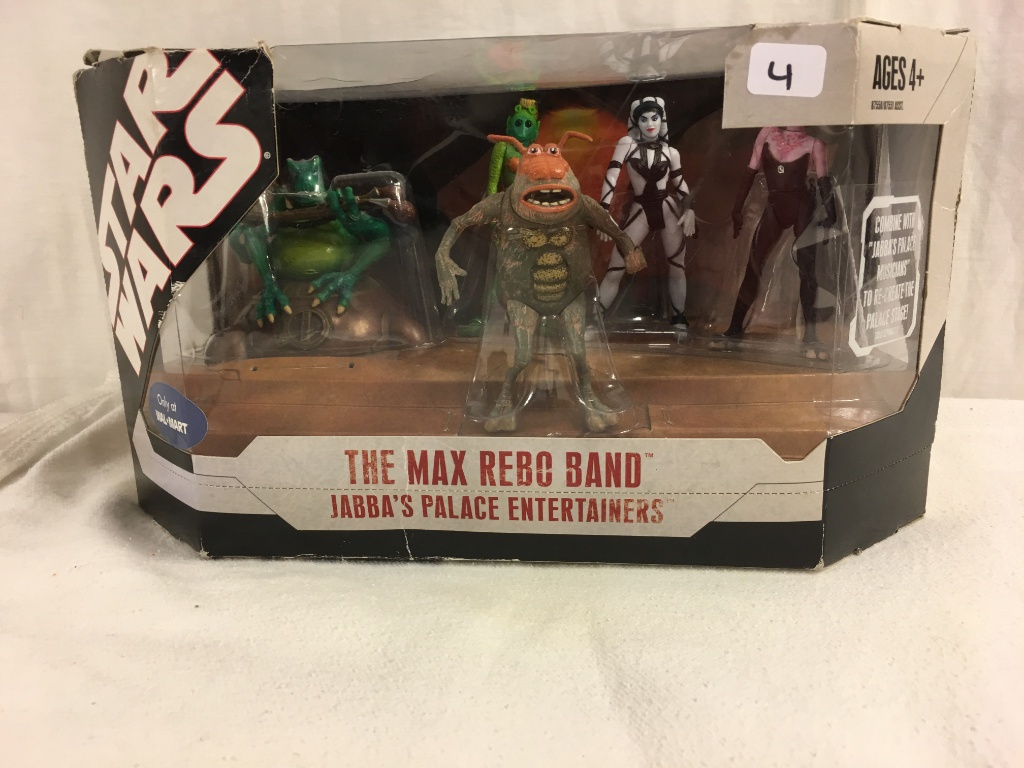 STAR
WARS
®
4
AGES 4+
COMBINE WITH
"JABBA'S PALACE
MUSICIANS"
TO RE-CREATE THE
PALACE STAGE!
Only at
WAL-MART
THE MAX REBO BAND™
JABBA'S PALACE ENTERTAINERS